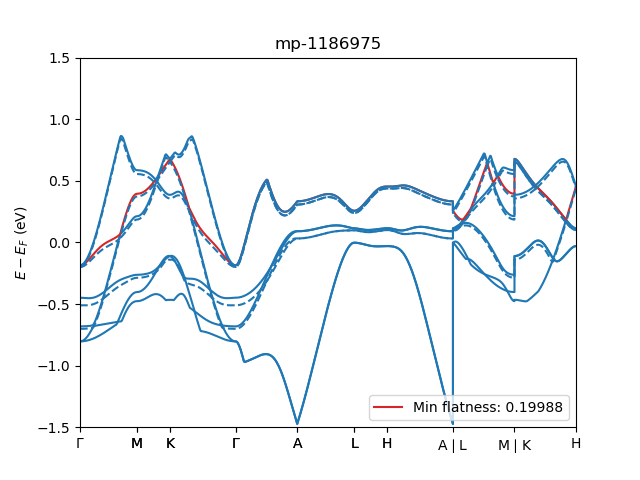 mp-1186975
1.5
1.0
0.5
0.0
−0.5
−1.0
−1.5
E − E_F (eV)
Γ M K Γ A L H A | L M | K H
Min flatness: 0.19988